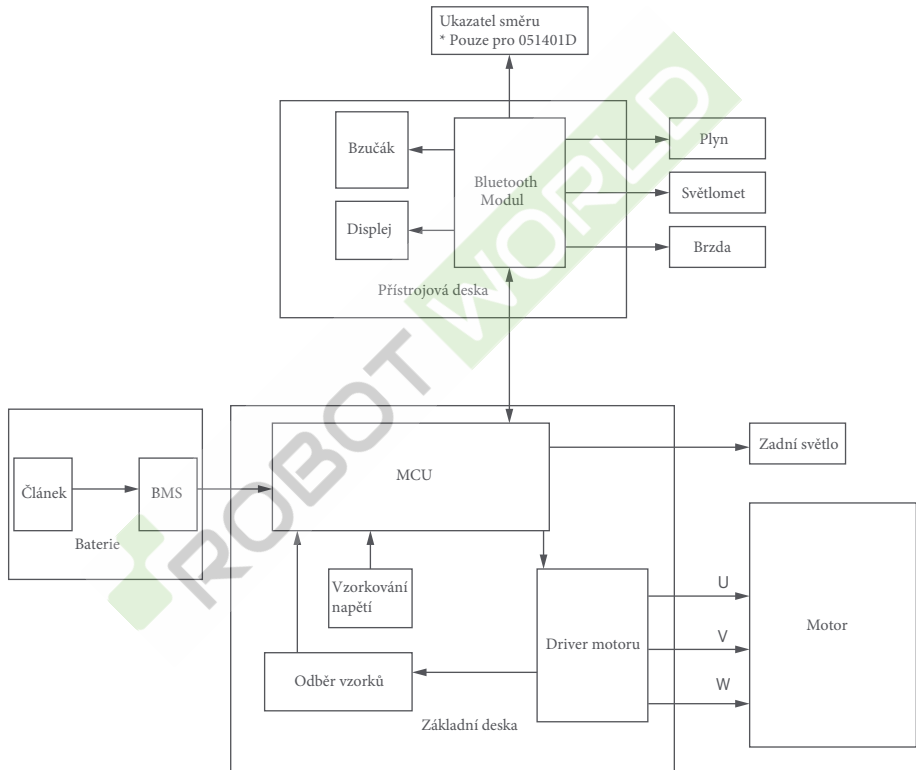 Ukazatel směru
* Pouze pro 051401D
Bzučák
Displej
Bluetooth
Modul
Plyn
Světlomet
Brzda
Přístrojová deska
ROBOTWORLD
Článek
BMS
Baterie
MCU
Zadní světlo
Vzorkování
napětí
Odběr vzorků
Driver motoru
Základní deska
U
V
W
Motor